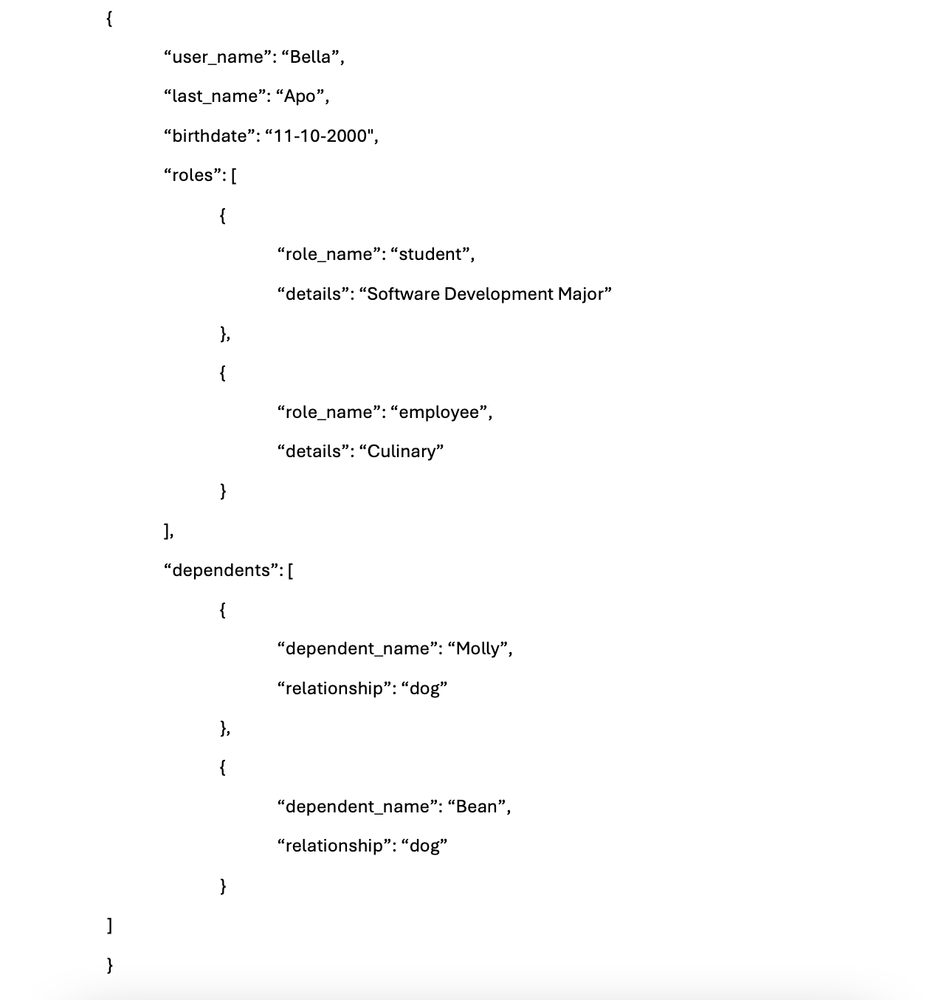 {
“user_name”: “Bella”,
“last_name”: “Apo”,
“birthdate”: “11-10-2000",
“roles”: [
{
“role_name”: “student”,
“details”: “Software Development Major”
},
{
“role_name”: “employee”,
“details”: “Culinary”
}
],
“dependents”: [
{
“dependent_name”: “Molly”,
“relationship”: “dog”
},
{
“dependent_name”: “Bean”,
“relationship”: “dog”
}
]
}